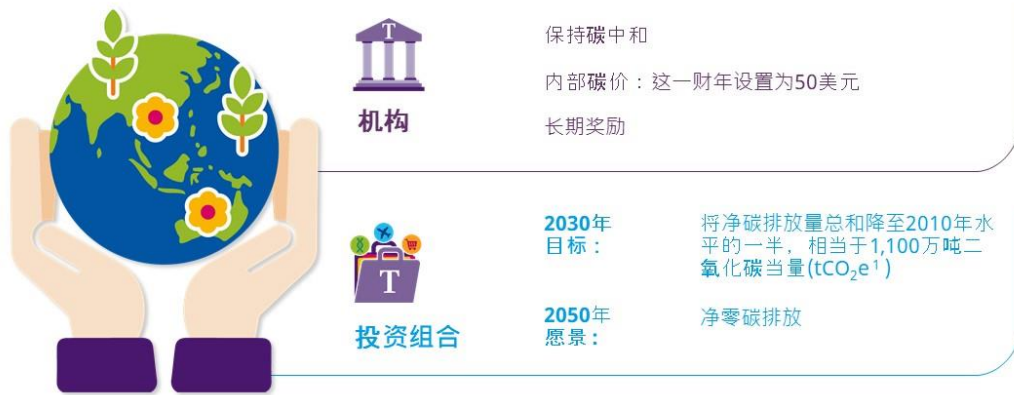 T
保持碳中和
内部碳价：这一财年设置为50美元
机构
长期奖励
2030年
目标：
将净碳排放量总和降至2010年水
平的一半，相当于1,100万吨二
氧化碳当量(tCO₂e¹)
T
投资组合
2050年
愿景：
净零碳排放